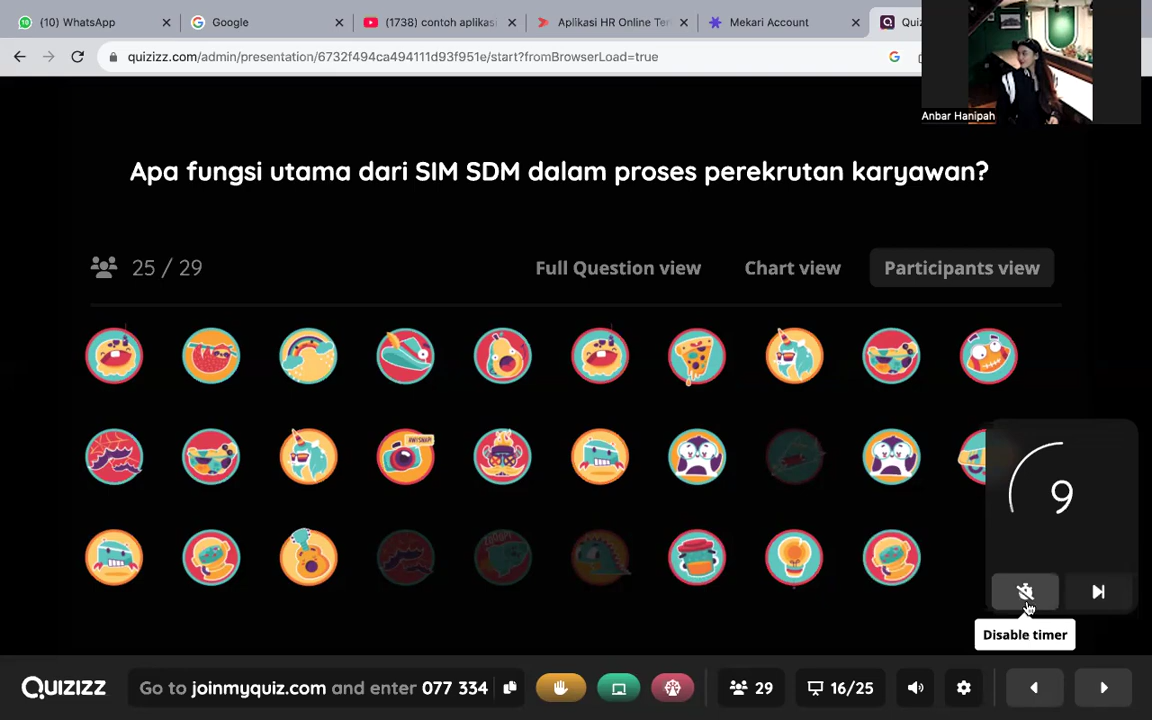 (10) WhatsApp
Google
(1738) contoh aplikasi
Aplikasi HR Online Ter
Mekari Account
Quiz
quizizz.com/admin/presentation/6732f494ca494111d93f951e/start?fromBrowserLoad=true
Anbar Hanipah
Apa fungsi utama dari SIM SDM dalam proses perekrutan karyawan?
25 / 29
Full Question view
Chart view
Participants view
9
Disable timer
Quizizz
Go to joinmyquiz.com and enter 077 334
29
16/25